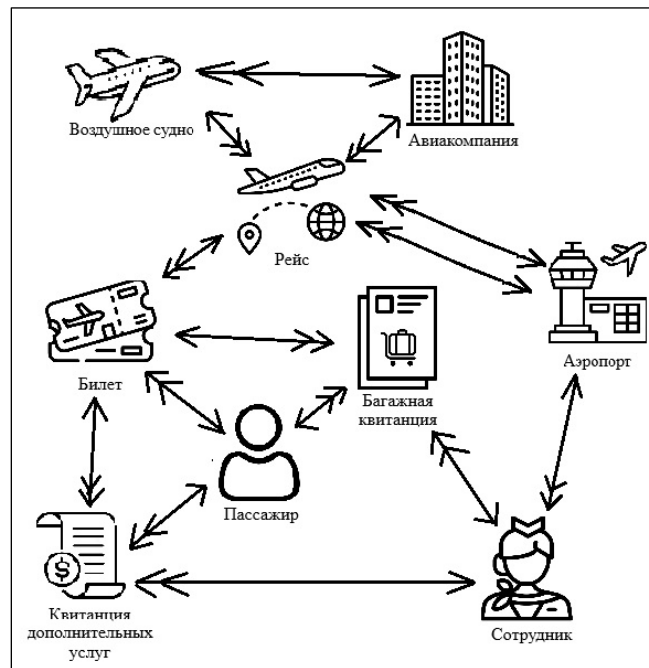 Воздушное судно
Авиакомпания
Рейс
Аэропорт
Билет
Багажная
квитанция
Пассажир
$
Квитанция
дополнительных
услуг
Сотрудник